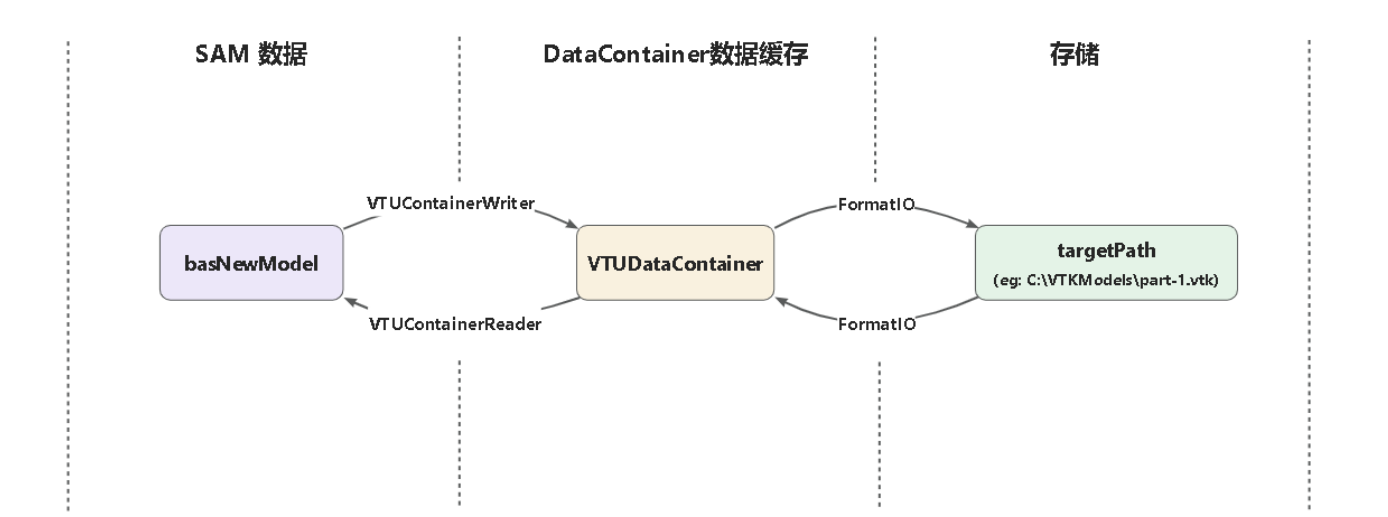 SAM 数据
DataContainer数据缓存
存储
VTUContainerWriter
FormatIO
basNewModel
VTUDataContainer
targetPath
(eg: C:\VTKModels\part-1.vtk)
VTUContainerReader
FormatIO